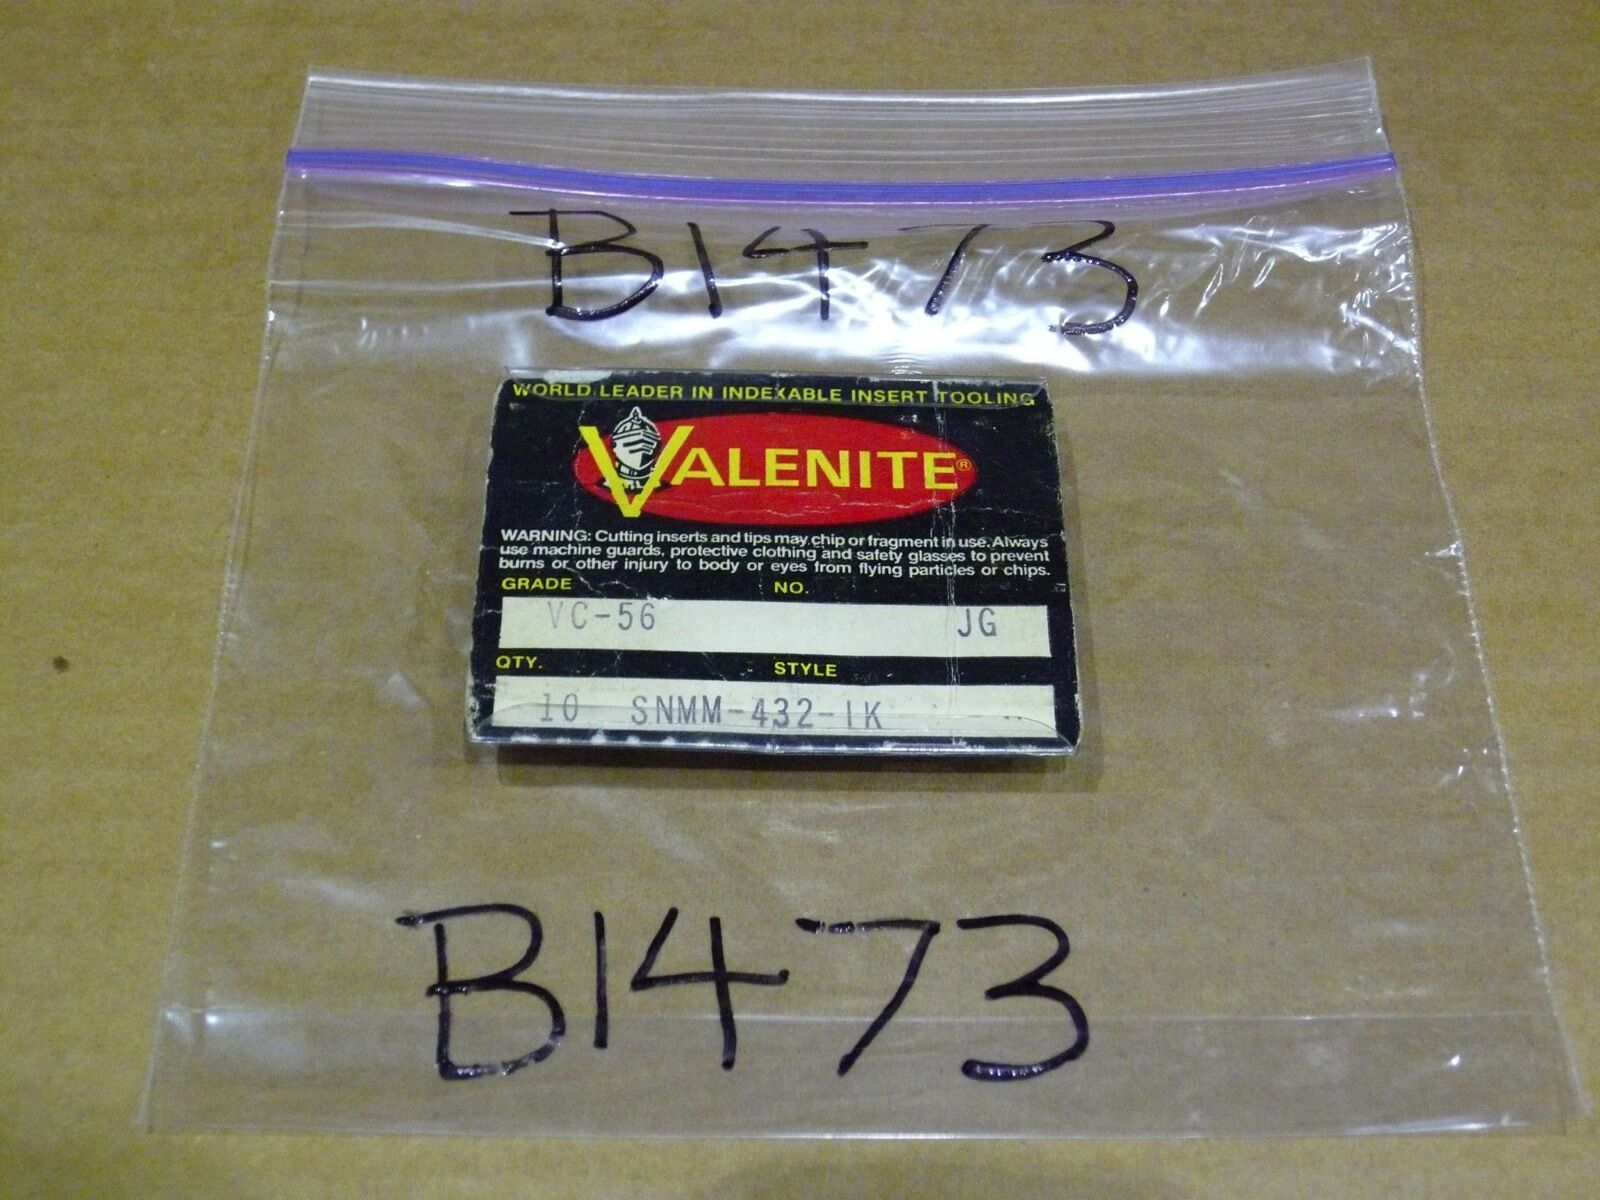 B1473
WORLD LEADER IN INDEXABLE INSERT TOOLING
VALENITE®
WARNING: Cutting inserts and tips may chip or fragment in use. Always
use machine guards, protective clothing and safety glasses to prevent
burns or other injury to body or eyes from flying particles or chips.
GRADE NO.
VC-56 JG
QTY. STYLE
10 SNMM-432-1K
B1473